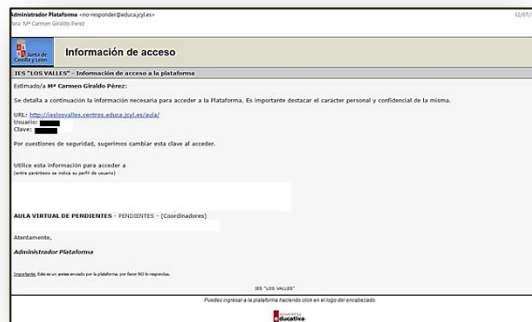 Administrador Plataforma <no-responder@educa.jcyl.es>
Para: Mª Carmen Giraldo Pérez
12/07/
Junta de
Castilla y León
Información de acceso
IES "LOS VALLES" - Información de acceso a la plataforma
Estimado/a Mª Carmen Giraldo Pérez:
Se detalla a continuación la información necesaria para acceder a la Plataforma. Es importante destacar el carácter personal y confidencial de la misma.
URL: http://ieslosvalles.centros.educa.jcyl.es/aula/
Usuario:
Clave:
Por cuestiones de seguridad, sugerimos cambiar esta clave al acceder.
Utilice esta información para acceder a
(entre paréntesis se indica su perfil de usuario)
AULA VIRTUAL DE PENDIENTES - PENDIENTES - (Coordinadores)
Atentamente,
Administrador Plataforma
Importante: Este es un enviado por la plataforma, por favor NO lo respondas.
IES "LOS VALLES"
Puedes ingresar a la plataforma haciendo click en el logo del encabezado.
educativa